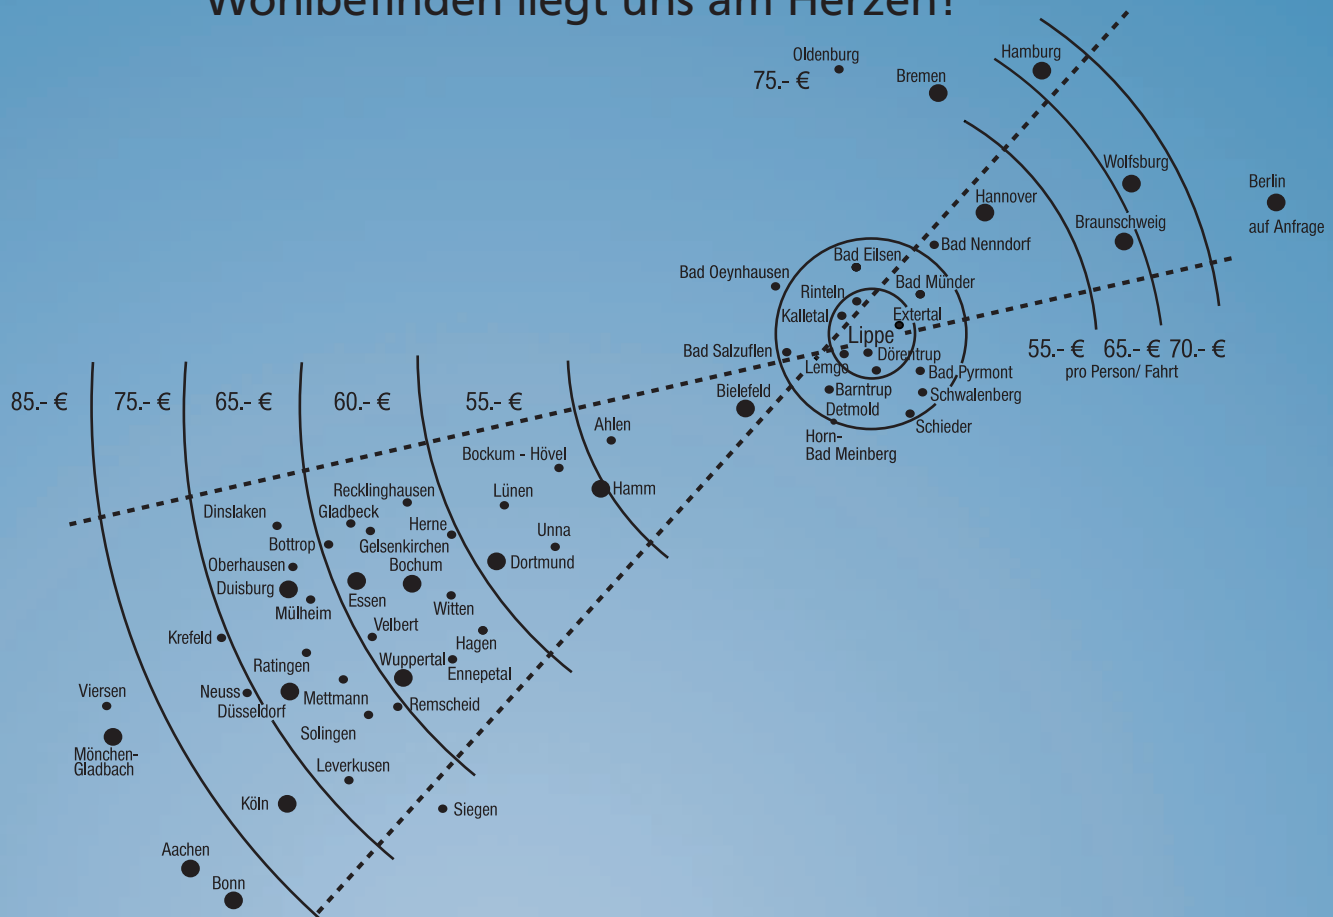 Wohlbefinden liegt uns am Herzen!
Oldenburg
75.- €
Bremen
Hamburg
Wolfsburg
Berlin
auf Anfrage
Hannover
Braunschweig
Bad Nenndorf
Bad Eilsen
Bad Oeynhausen
Bad Münder
Rinteln
Kalletal
Extertal
Lippe
Bad Salzuflen
Dörentrup
Lemgo
Bad Pyrmont
Barntrup
Schwalenberg
Detmold
Schieder
Horn-
Bad Meinberg
Bielefeld
55.- € 65.- € 70.- €
pro Person/ Fahrt
85.- € 75.- € 65.- € 60.- € 55.- €
Ahlen
Bockum - Hövel
Hamm
Lünen
Unna
Dortmund
Recklinghausen
Gladbeck
Herne
Gelsenkirchen
Dinslaken
Bottrop
Bochum
Oberhausen
Duisburg
Essen
Mülheim
Witten
Velbert
Hagen
Krefeld
Ratingen
Wuppertal
Ennepetal
Viersen
Neuss
Düsseldorf
Mettmann
Remscheid
Solingen
Mönchen-
Gladbach
Leverkusen
Köln
Siegen
Aachen
Bonn